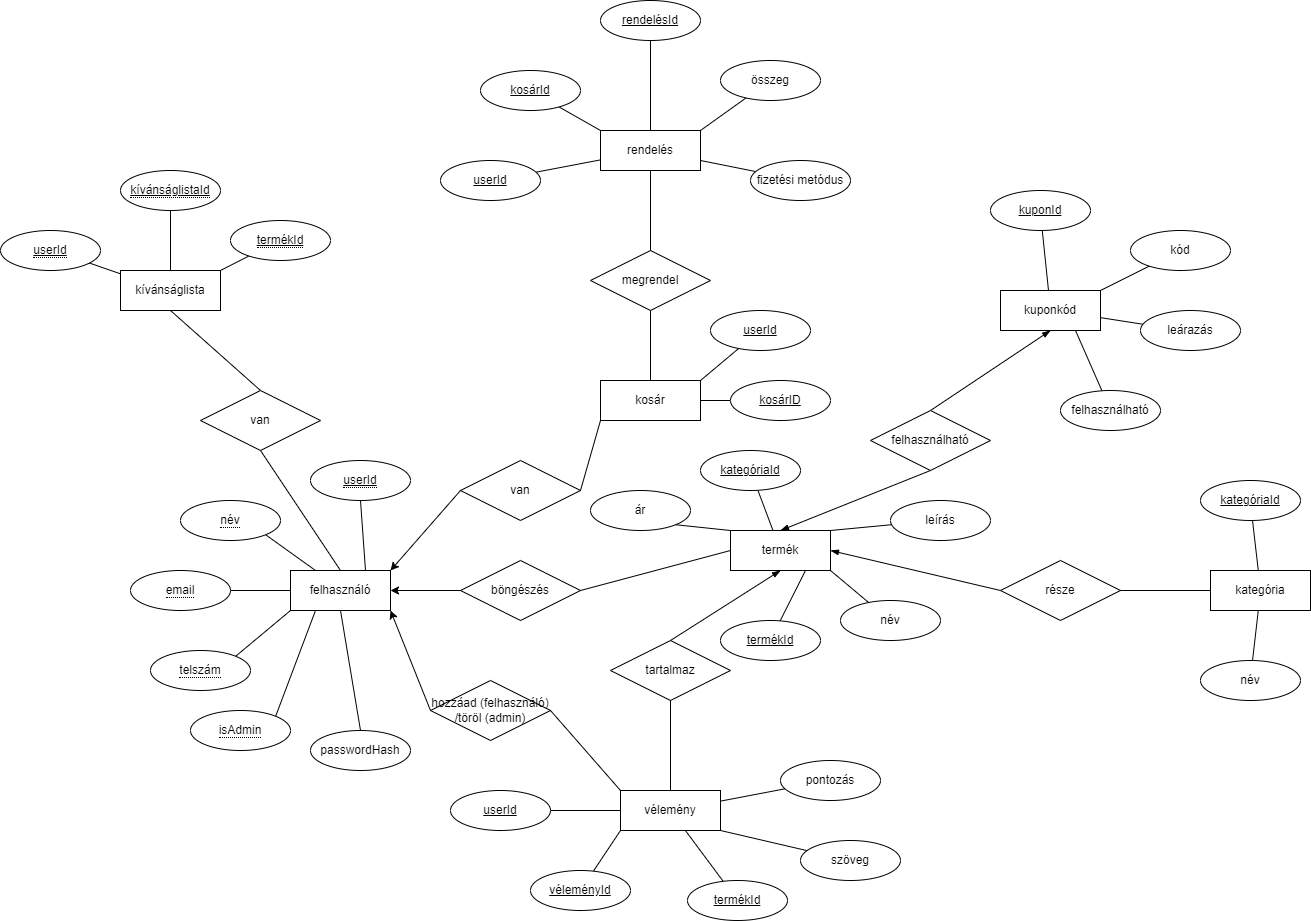 rendelésId
kosárId
összeg
rendelés
userId
fizetési metódus
kívánságlistaId
userId
termékId
kívánságlista
megrendel
kuponId
kód
kuponkód
leárazás
felhasználható
userId
kosár
kosárID
van
felhasználható
kategóriaId
van
userId
név
ár
leírás
termék
kategóriaId
felhasználó
email
böngészés
része
kategória
termékId
név
név
telszám
tartalmaz
isAdmin
passwordHash
hozzáad (felhasználó)
/töröl (admin)
userId
vélemény
pontozás
szöveg
véleményId
termékId